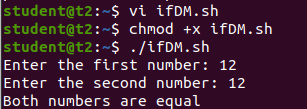 student@t2:~$ vi ifDM.sh
student@t2:~$ chmod +x ifDM.sh
student@t2:~$ ./ifDM.sh
Enter the first number: 12
Enter the second number: 12
Both numbers are equal